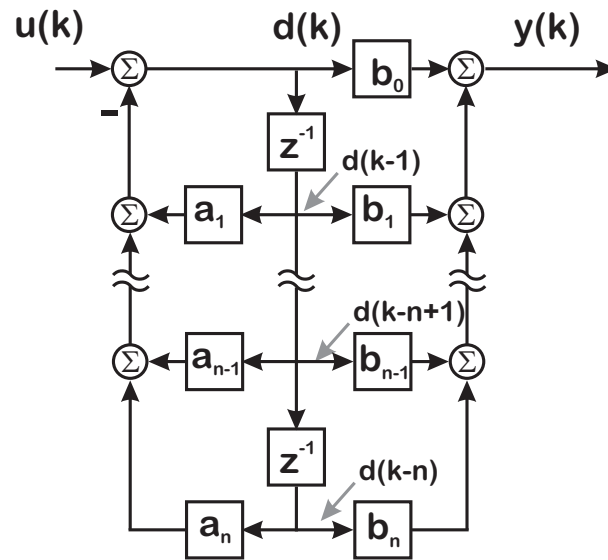 u(k) d(k) y(k)
Σ b₀ Σ
−
z⁻¹
d(k-1)
Σ a₁ b₁ Σ
d(k-n+1)
Σ aₙ₋₁ bₙ₋₁ Σ
z⁻¹
d(k-n)
aₙ bₙ